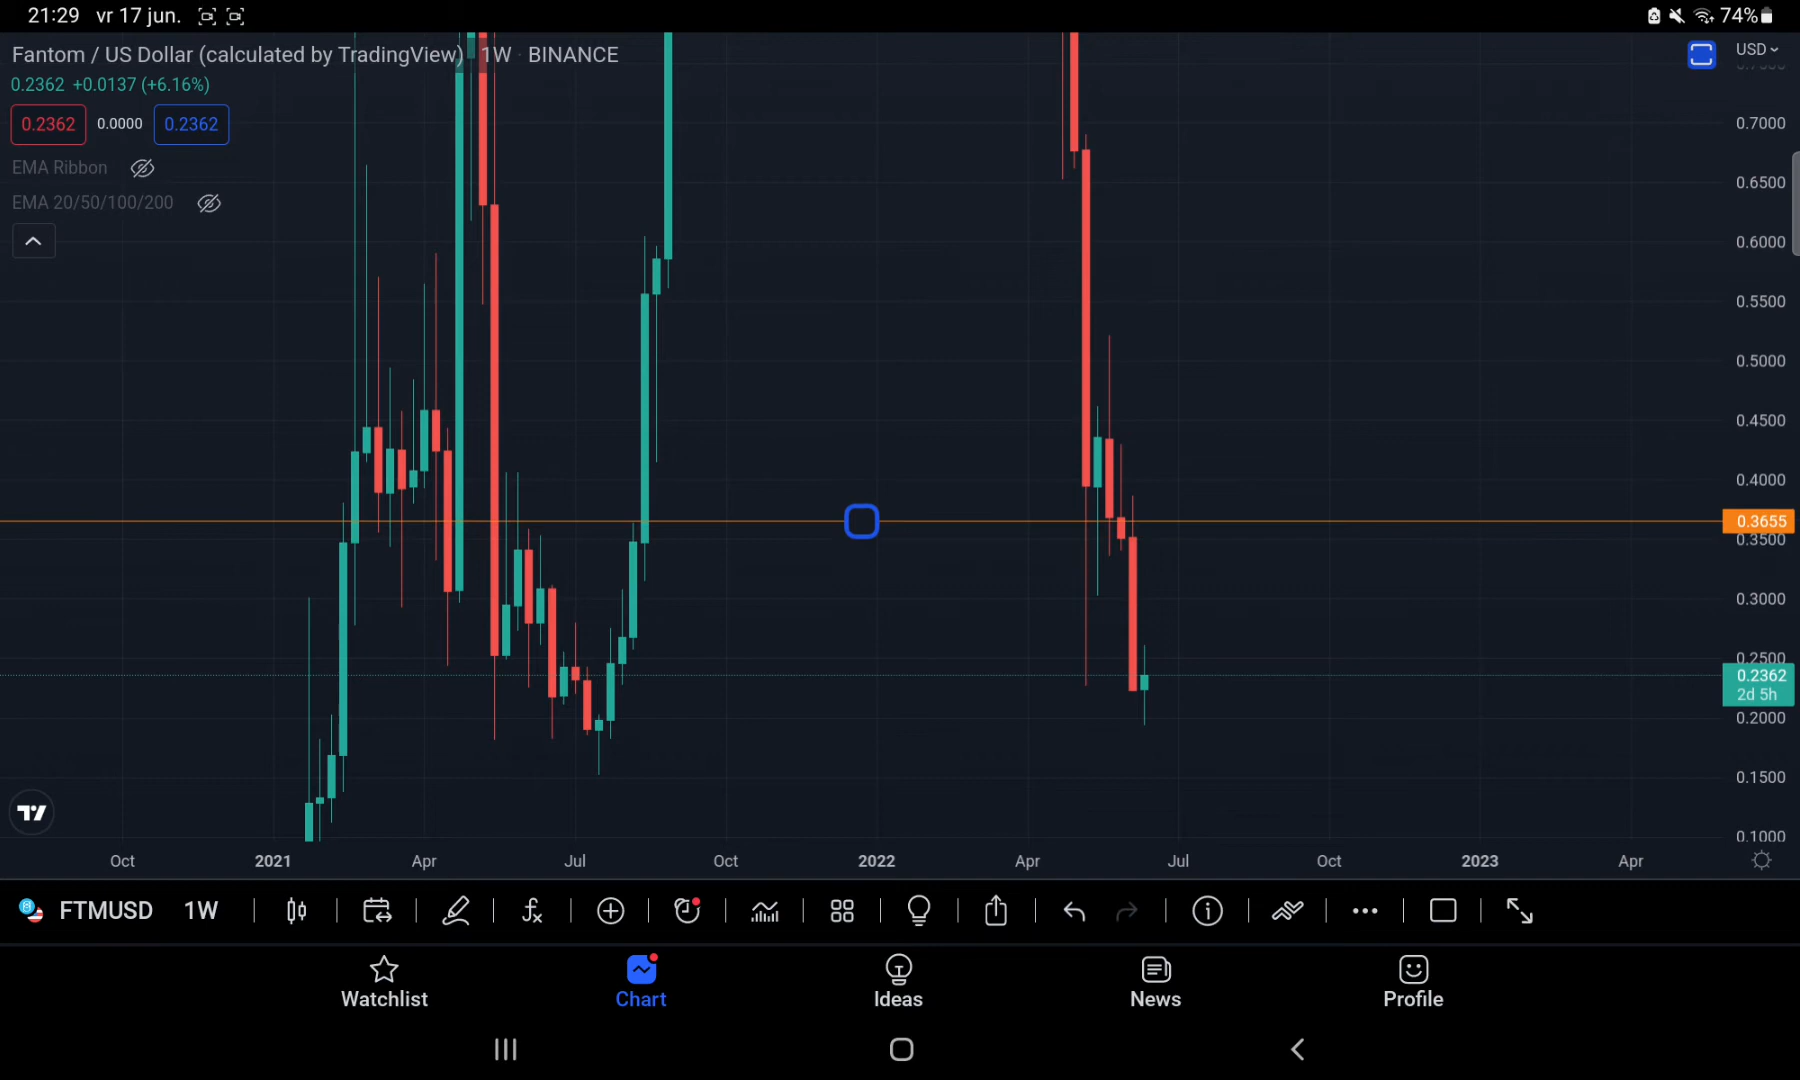 21:29 vr 17 jun. 74%
Fantom / US Dollar (calculated by TradingView) 1W BINANCE
USD
0.2362 +0.0137 (+6.16%)
0.2362 0.0000 0.2362
EMA Ribbon
EMA 20/50/100/200
0.7500
0.7000
0.6500
0.6000
0.5500
0.5000
0.4500
0.4000
0.3655
0.3500
0.3000
0.2500
0.2362
2d 5h
0.2000
0.1500
0.1000
Oct 2021 Apr Jul Oct 2022 Apr Jul Oct 2023 Apr
FTMUSD 1W
Watchlist Chart Ideas News Profile